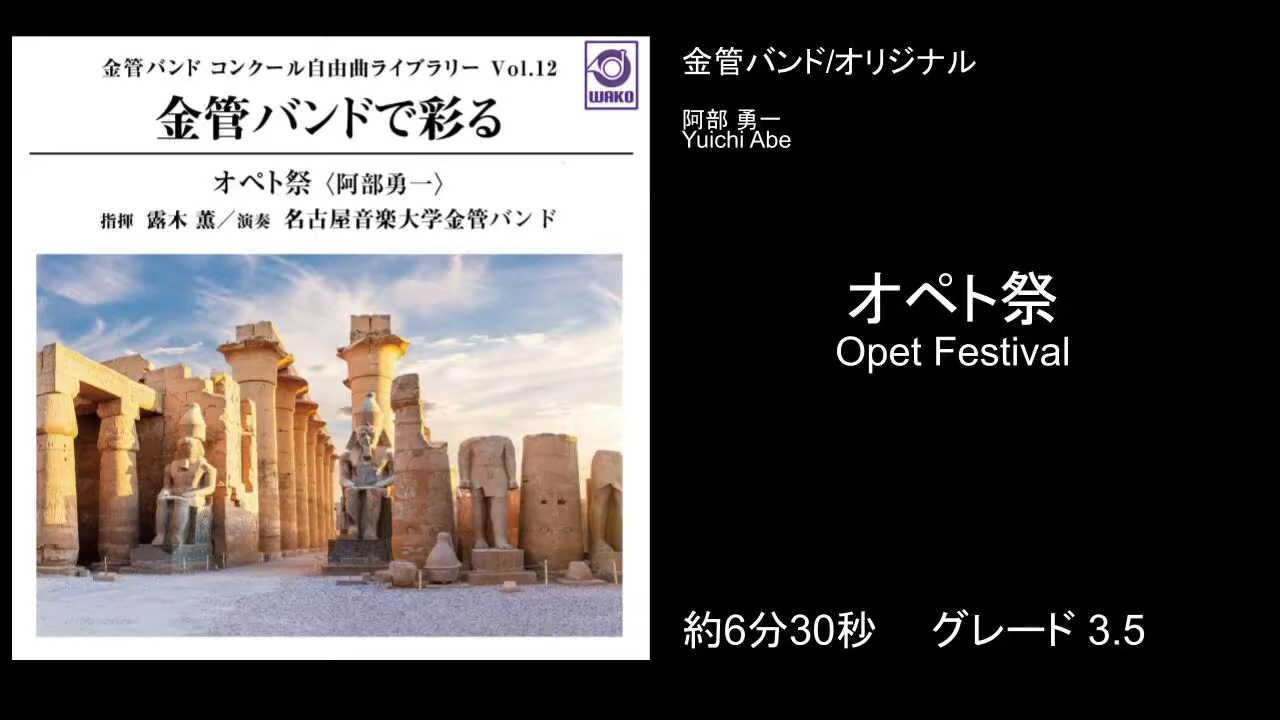 金管バンド コンクール自由曲ライブラリー Vol.12
WAKO
金管バンドで彩る
オペト祭〈阿部勇一〉
指揮 露木 薫／演奏 名古屋音楽大学金管バンド
金管バンド/オリジナル
阿部 勇一
Yuichi Abe
オペト祭
Opet Festival
約6分30秒 グレード 3.5